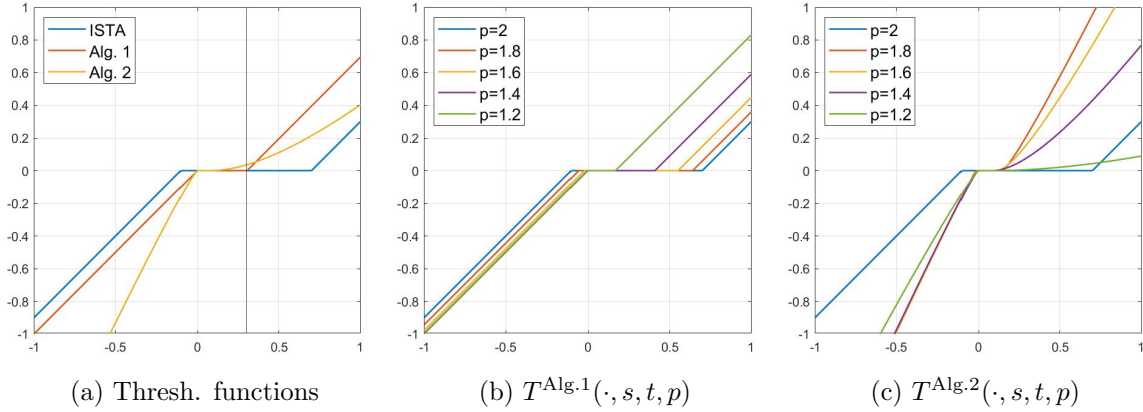 ISTA
Alg. 1
Alg. 2
1
0.8
0.6
0.4
0.2
0
-0.2
-0.4
-0.6
-0.8
-1
-1 -0.5 0 0.5 1
(a) Thresh. functions
p=2
p=1.8
p=1.6
p=1.4
p=1.2
1
0.8
0.6
0.4
0.2
0
-0.2
-0.4
-0.6
-0.8
-1
-1 -0.5 0 0.5 1
(b) T^{Alg.1}(·, s, t, p)
p=2
p=1.8
p=1.6
p=1.4
p=1.2
1
0.8
0.6
0.4
0.2
0
-0.2
-0.4
-0.6
-0.8
-1
-1 -0.5 0 0.5 1
(c) T^{Alg.2}(·, s, t, p)